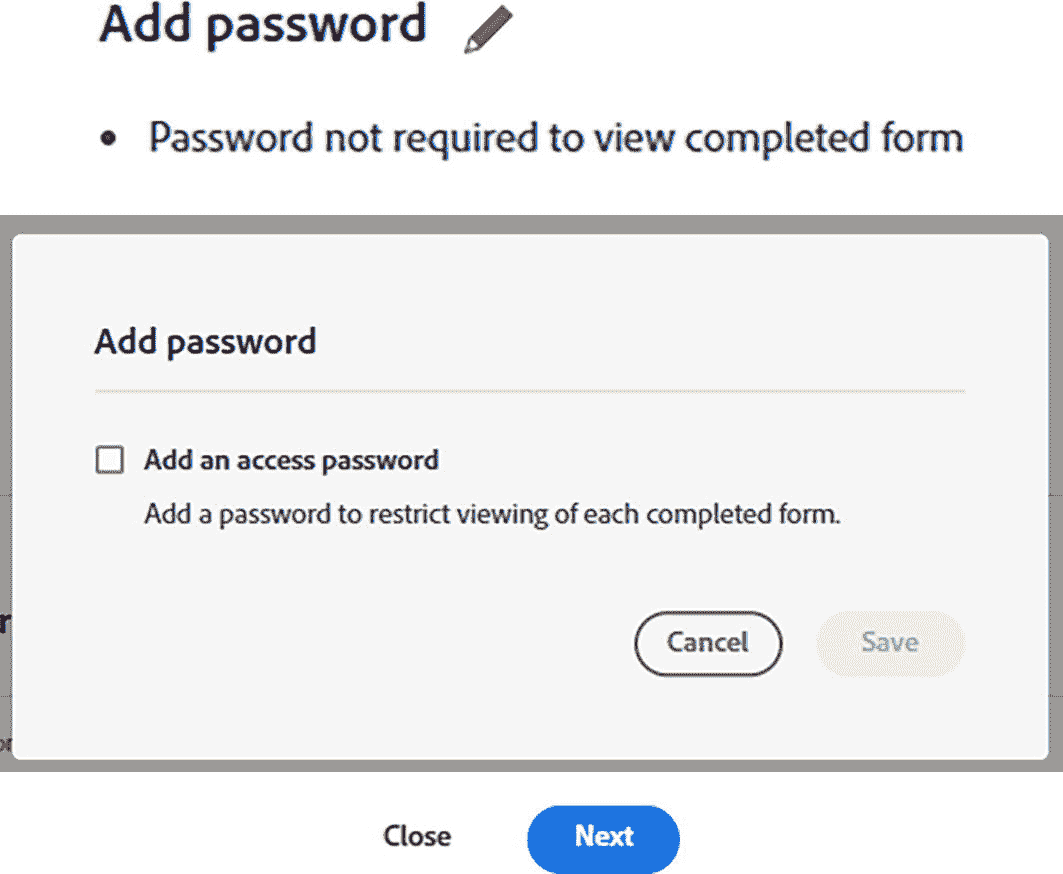 Add password
• Password not required to view completed form
Add password
Add an access password
Add a password to restrict viewing of each completed form.
Cancel Save
Close Next